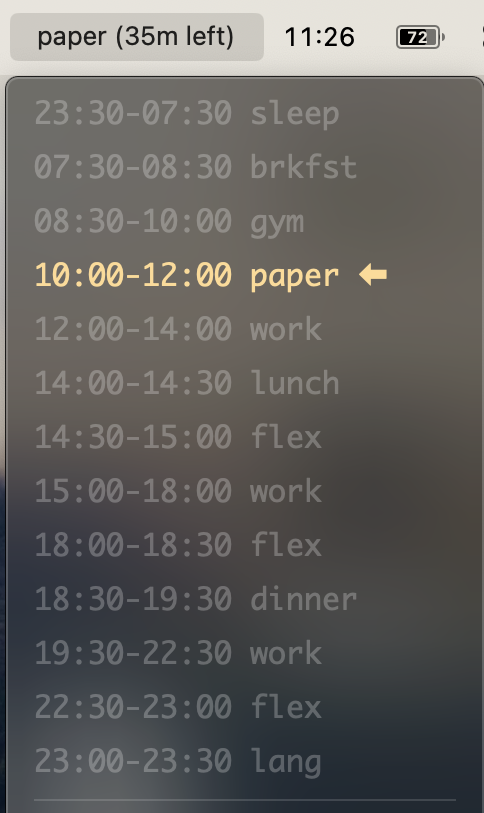 paper (35m left) 11:26 72
23:30-07:30 sleep
07:30-08:30 brkfst
08:30-10:00 gym
10:00-12:00 paper ⬅
12:00-14:00 work
14:00-14:30 lunch
14:30-15:00 flex
15:00-18:00 work
18:00-18:30 flex
18:30-19:30 dinner
19:30-22:30 work
22:30-23:00 flex
23:00-23:30 lang